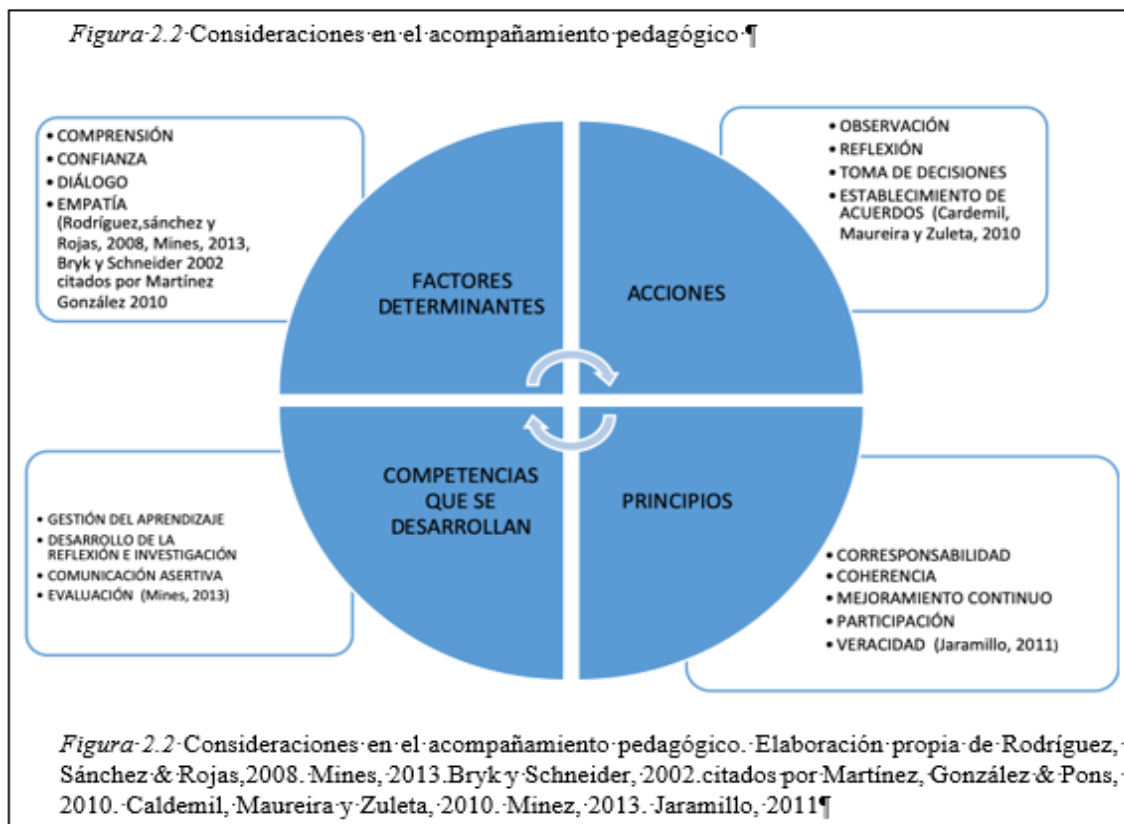 Figura·2.2·Consideraciones·en·el·acompañamiento·pedagógico·¶
• COMPRENSIÓN
• CONFIANZA
• DIÁLOGO
• EMPATÍA
(Rodríguez,sánchez y
Rojas, 2008, Mines, 2013,
Bryk y Schneider 2002
citados por Martínez
González 2010
• OBSERVACIÓN
• REFLEXIÓN
• TOMA DE DECISIONES
• ESTABLECIMIENTO DE
ACUERDOS (Cardemil,
Maureira y Zuleta, 2010
FACTORES
DETERMINANTES
ACCIONES
COMPETENCIAS
QUE SE
DESARROLLAN
PRINCIPIOS
• GESTIÓN DEL APRENDIZAJE
• DESARROLLO DE LA
REFLEXIÓN E INVESTIGACIÓN
• COMUNICACIÓN ASERTIVA
• EVALUACIÓN (Mines, 2013)
• CORRESPONSABILIDAD
• COHERENCIA
• MEJORAMIENTO CONTINUO
• PARTICIPACIÓN
• VERACIDAD (Jaramillo, 2011)
Figura·2.2·Consideraciones·en·el·acompañamiento·pedagógico.·Elaboración·propia·de·Rodríguez,·
Sánchez·&·Rojas,2008.·Mines,·2013.Bryk·y·Schneider,·2002.citados·por·Martínez,·González·&·Pons,·
2010.·Caldemil,·Maureira·y·Zuleta,·2010.·Minez,·2013.·Jaramillo,·2011¶